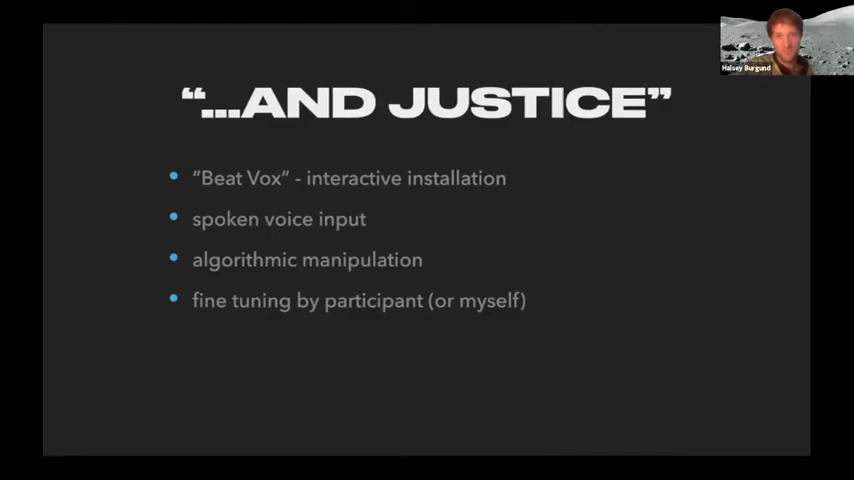 “...AND JUSTICE”
• “Beat Vox“ - interactive installation
• spoken voice input
• algorithmic manipulation
• fine tuning by participant (or myself)
Halsey Burgund